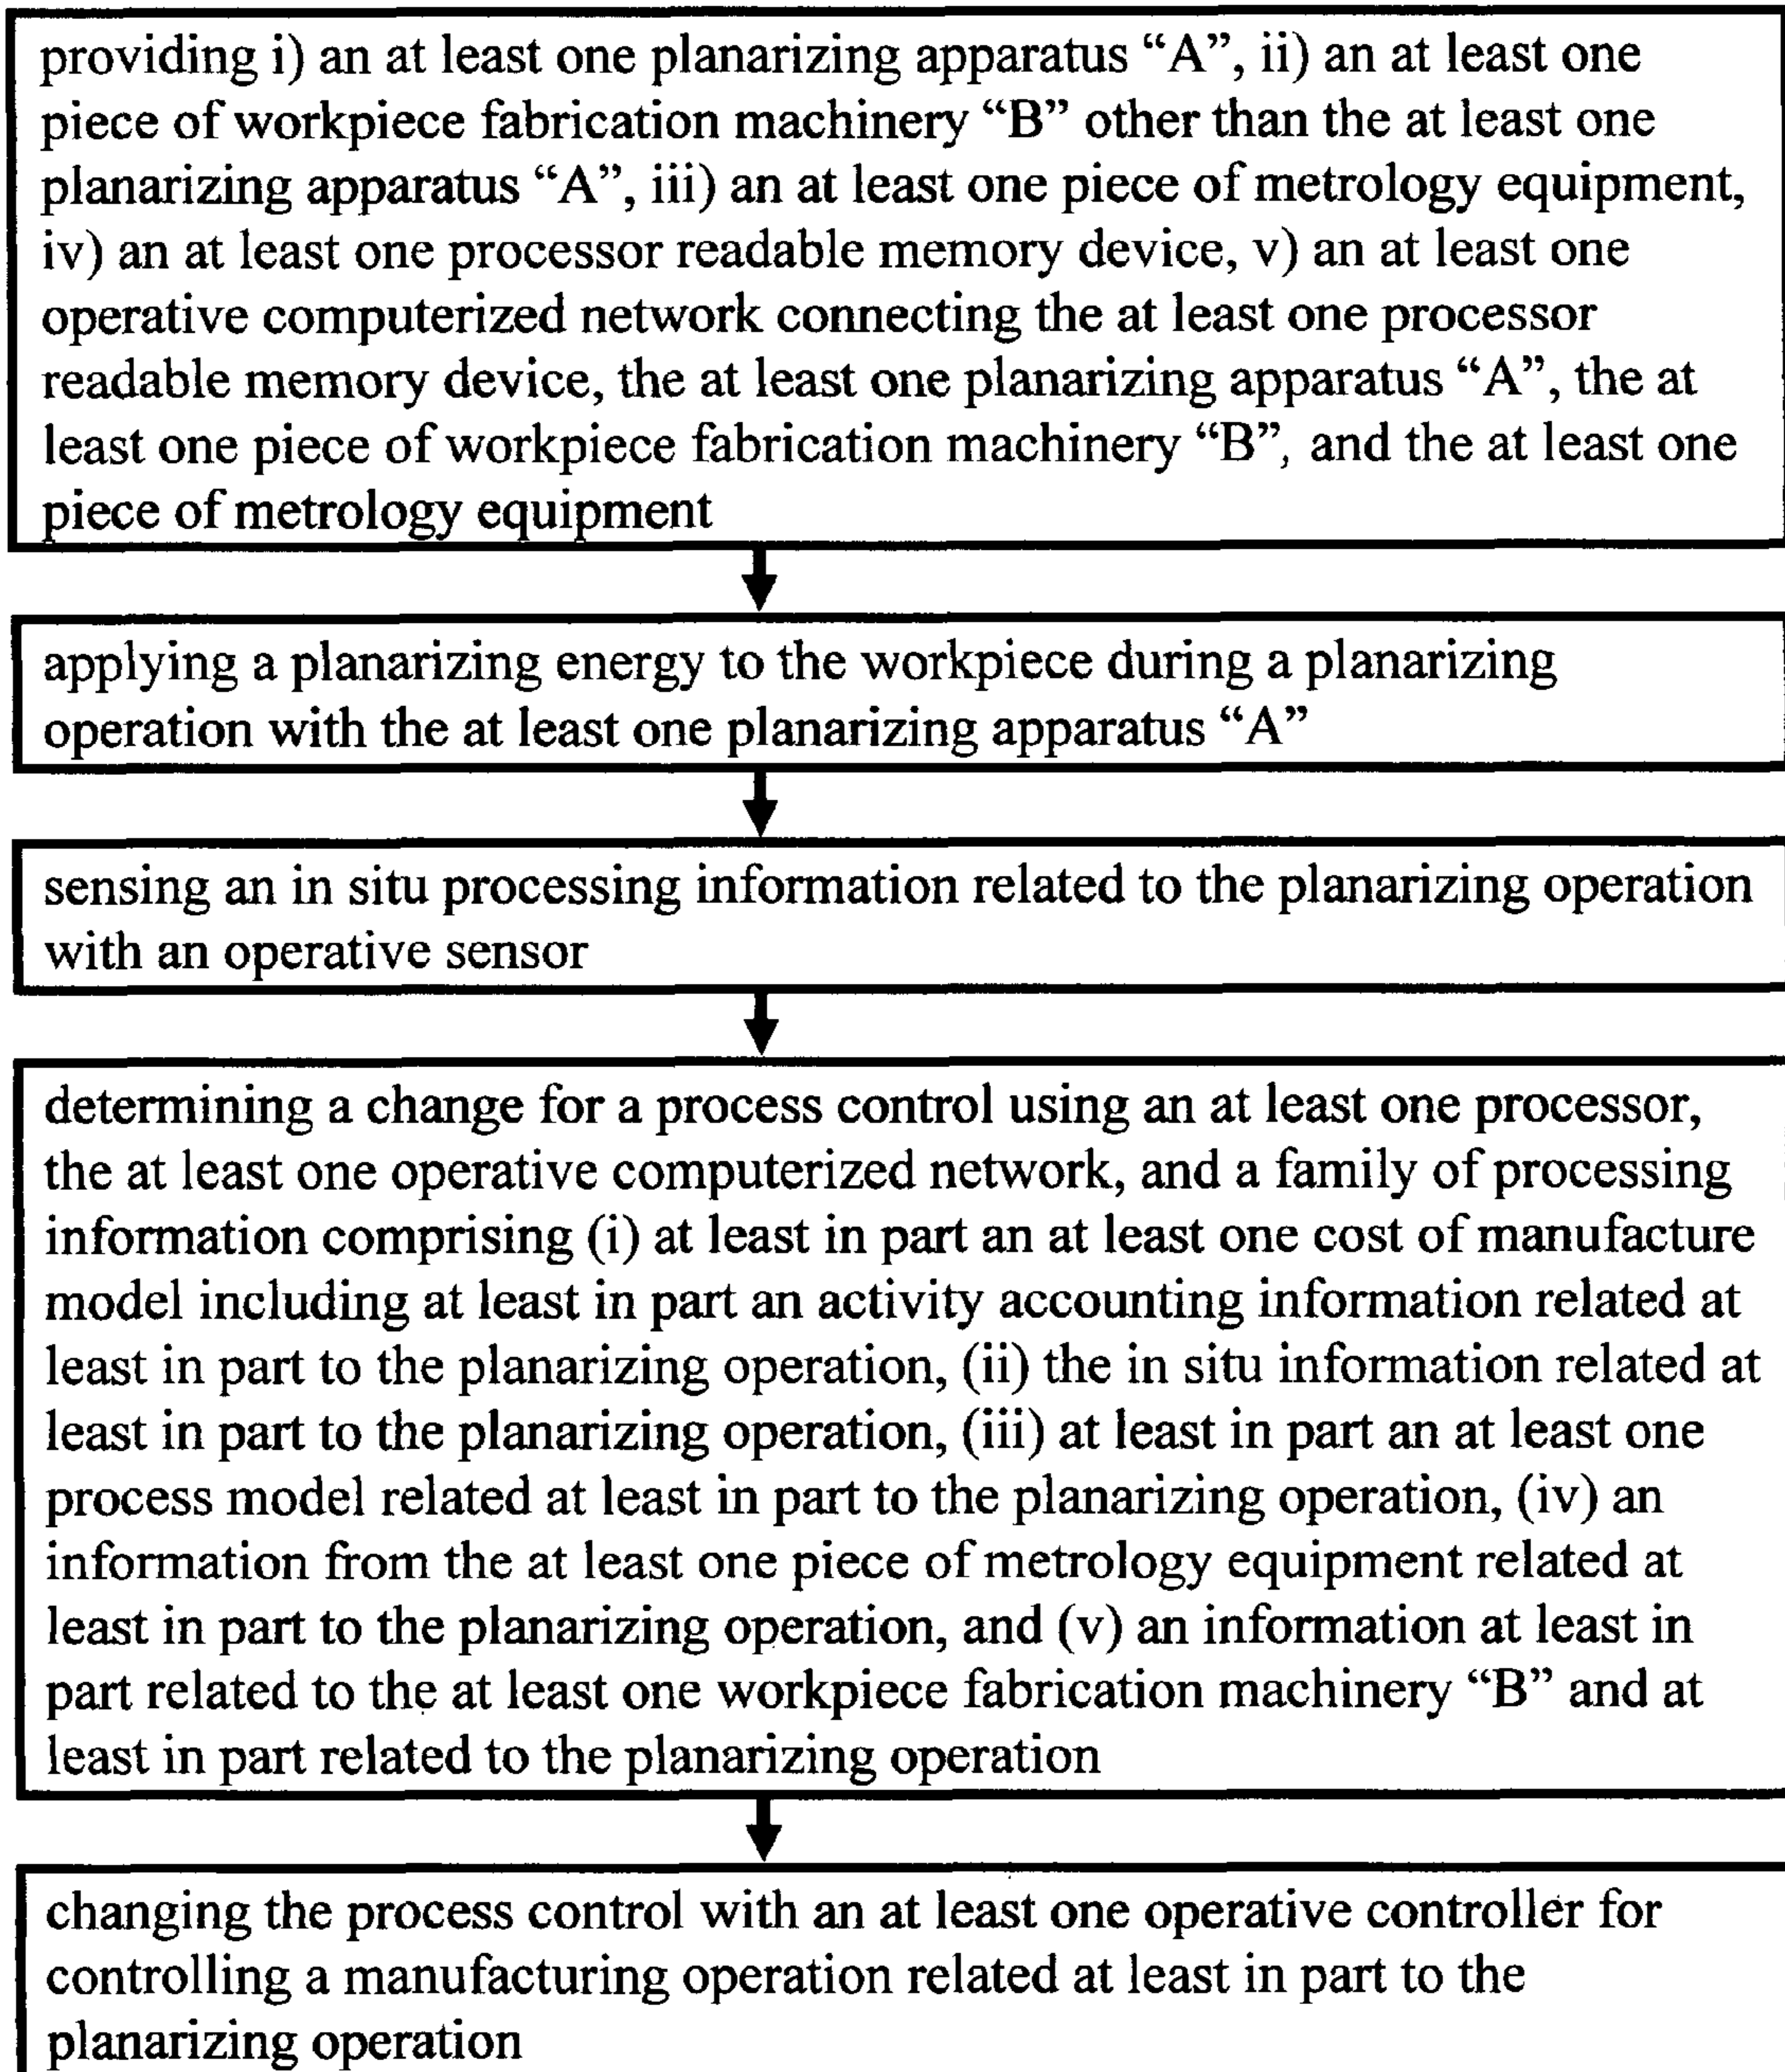 providing i) an at least one planarizing apparatus “A”, ii) an at least one
piece of workpiece fabrication machinery “B” other than the at least one
planarizing apparatus “A”, iii) an at least one piece of metrology equipment,
iv) an at least one processor readable memory device, v) an at least one
operative computerized network connecting the at least one processor
readable memory device, the at least one planarizing apparatus “A”, the at
least one piece of workpiece fabrication machinery “B”, and the at least one
piece of metrology equipment
applying a planarizing energy to the workpiece during a planarizing
operation with the at least one planarizing apparatus “A”
sensing an in situ processing information related to the planarizing operation
with an operative sensor
determining a change for a process control using an at least one processor,
the at least one operative computerized network, and a family of processing
information comprising (i) at least in part an at least one cost of manufacture
model including at least in part an activity accounting information related at
least in part to the planarizing operation, (ii) the in situ information related at
least in part to the planarizing operation, (iii) at least in part an at least one
process model related at least in part to the planarizing operation, (iv) an
information from the at least one piece of metrology equipment related at
least in part to the planarizing operation, and (v) an information at least in
part related to the at least one workpiece fabrication machinery “B” and at
least in part related to the planarizing operation
changing the process control with an at least one operative controller for
controlling a manufacturing operation related at least in part to the
planarizing operation